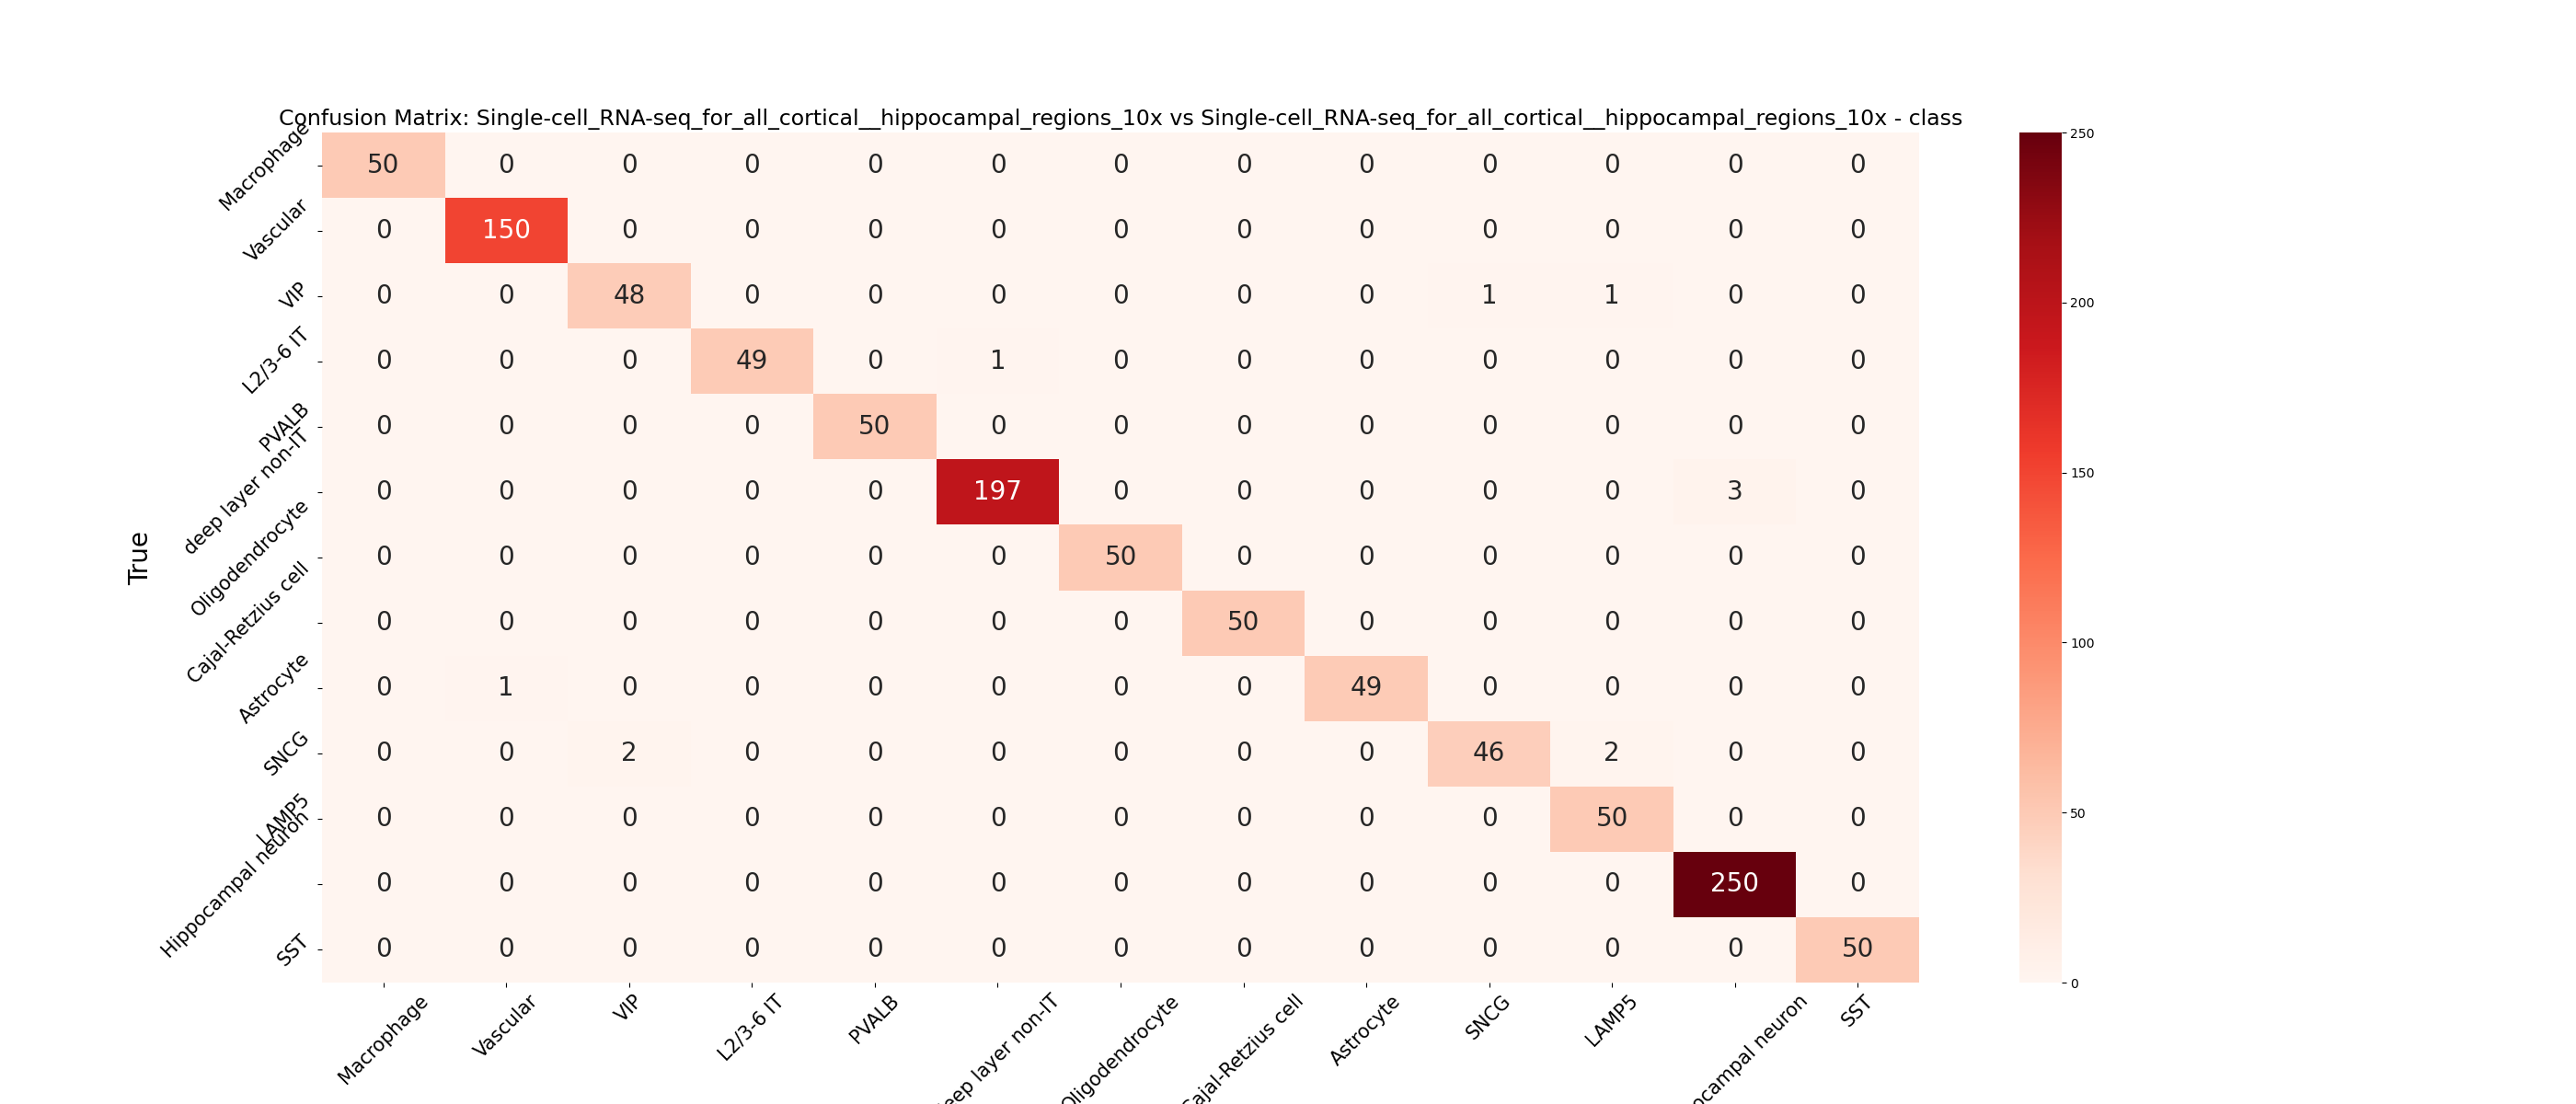 Confusion Matrix: Single-cell_RNA-seq_for_all_cortical__hippocampal_regions_10x vs Single-cell_RNA-seq_for_all_cortical__hippocampal_regions_10x - class
Macrophage 50 0 0 0 0 0 0 0 0 0 0 0 0
Vascular 0 150 0 0 0 0 0 0 0 0 0 0 0
VIP 0 0 48 0 0 0 0 0 0 1 1 0 0
L2/3-6 IT 0 0 0 49 0 1 0 0 0 0 0 0 0
PVALB 0 0 0 0 50 0 0 0 0 0 0 0 0
deep layer non-IT 0 0 0 0 0 197 0 0 0 0 0 3 0
Oligodendrocyte 0 0 0 0 0 0 50 0 0 0 0 0 0
Cajal-Retzius cell 0 0 0 0 0 0 0 50 0 0 0 0 0
Astrocyte 0 1 0 0 0 0 0 0 49 0 0 0 0
SNCG 0 0 2 0 0 0 0 0 0 46 2 0 0
LAMP5 0 0 0 0 0 0 0 0 0 0 50 0 0
Hippocampal neuron 0 0 0 0 0 0 0 0 0 0 0 250 0
SST 0 0 0 0 0 0 0 0 0 0 0 0 50
True
Macrophage
Vascular
VIP
L2/3-6 IT
PVALB
eep layer non-IT
Oligodendrocyte
Cajal-Retzius cell
Astrocyte
SNCG
LAMP5
ocampal neuron
SST
250
200
150
100
50
0